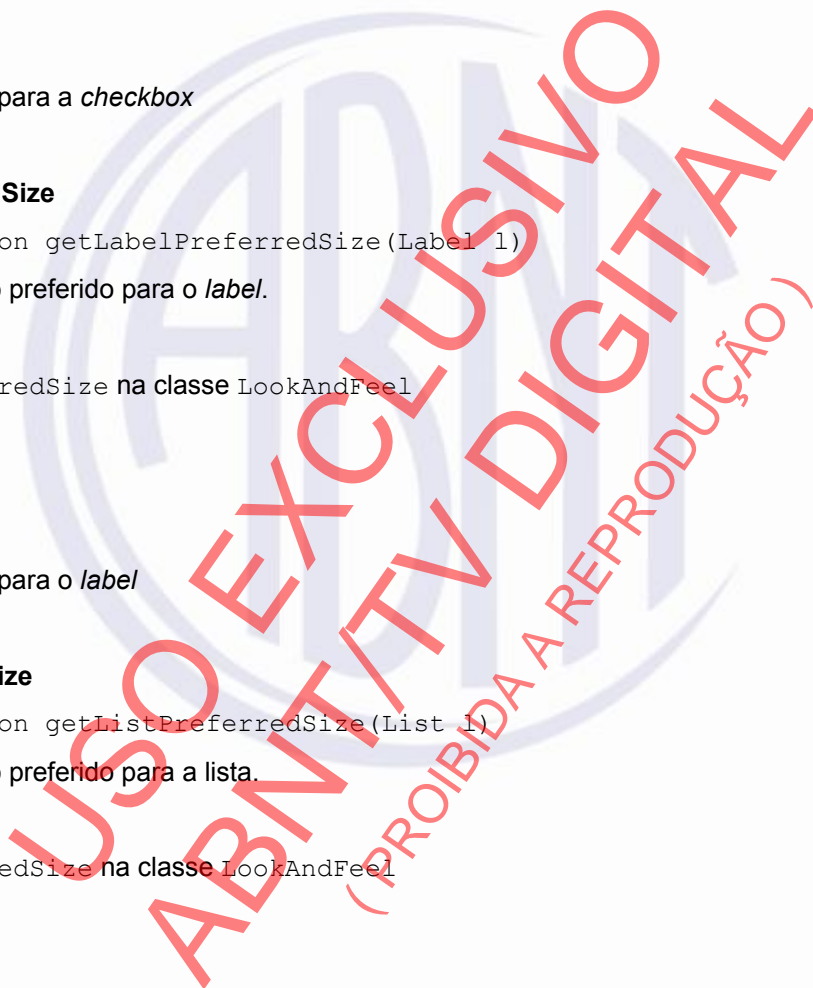 para a checkbox
Size
on getLabelPreferredSize(Label l)
o preferido para o label.
redSize na classe LookAndFeel
para o label
ize
on getListPreferredSize(List l)
o preferido para a lista.
edSize na classe LookAndFeel
USO EXCLUSIVO
ABNT/TV DIGITAL
( PROIBIDA A REPRODUÇÃO )
ABNT